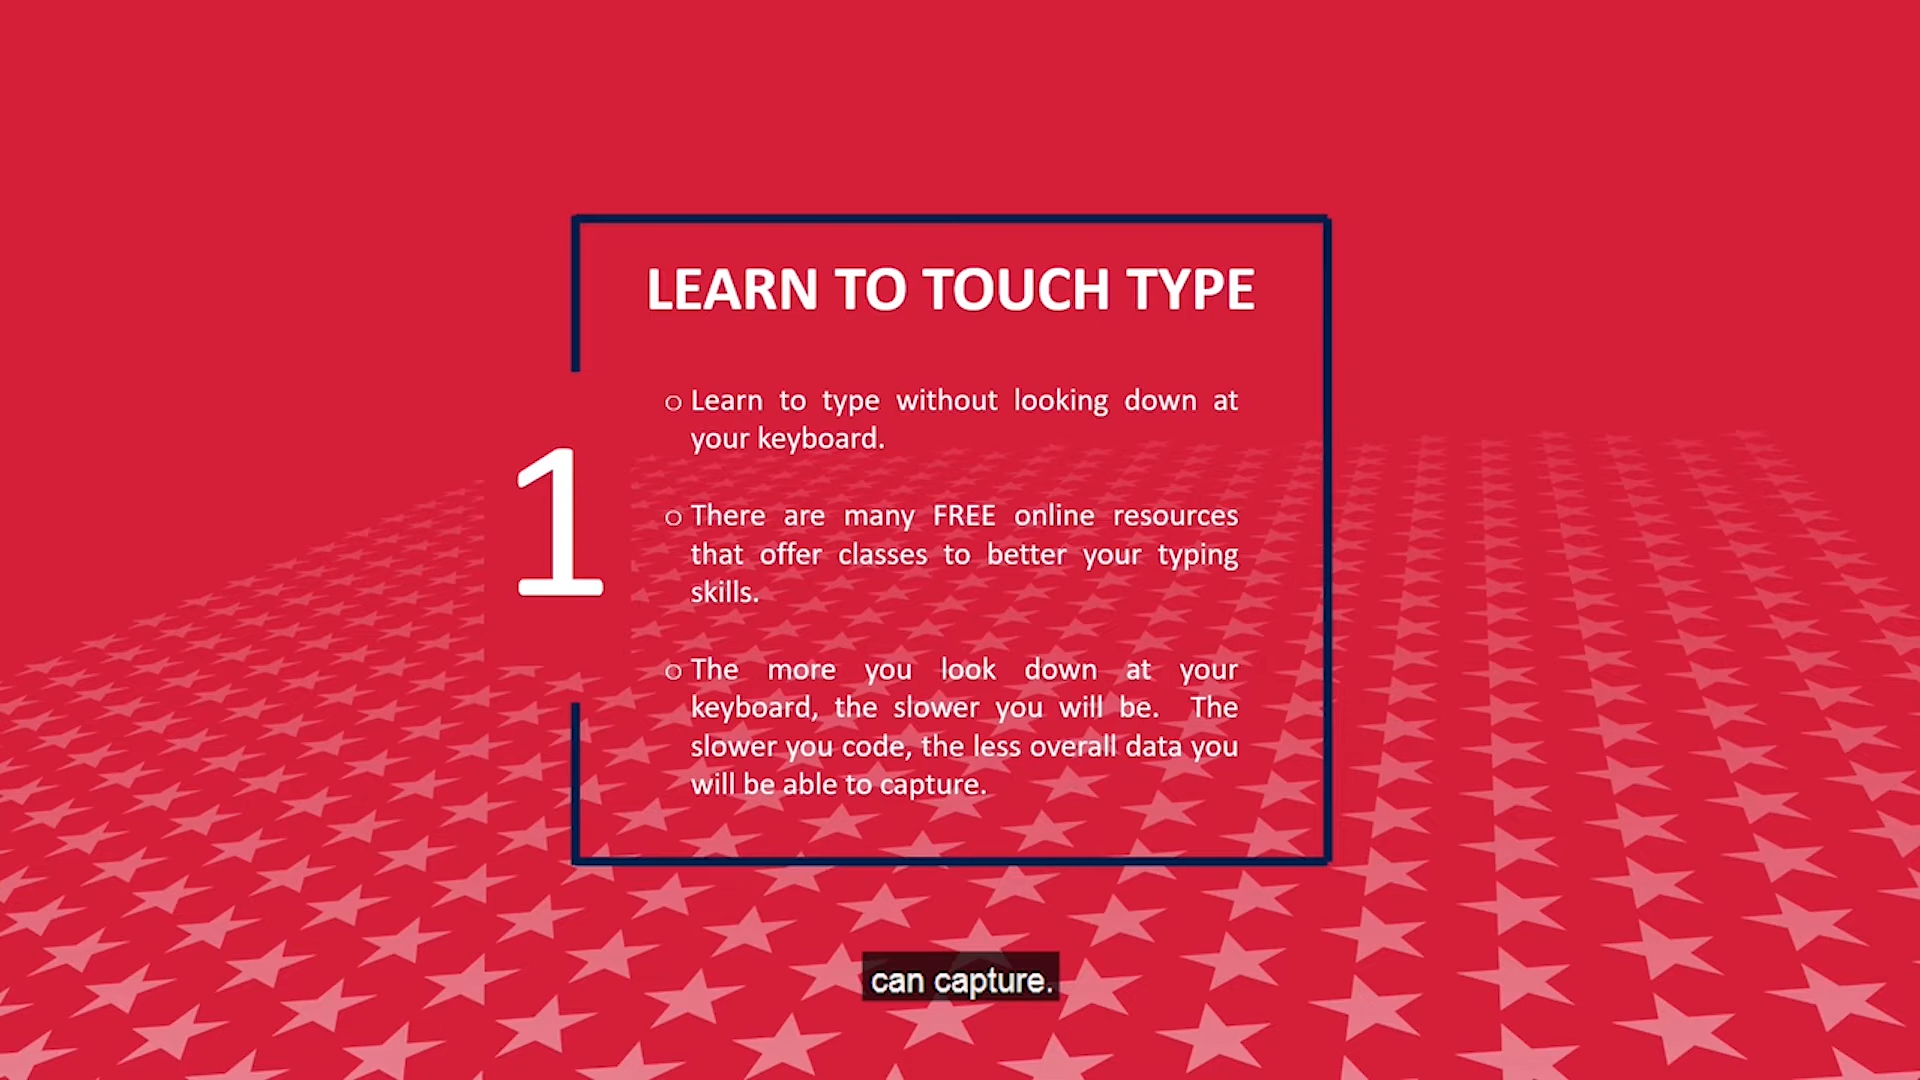 LEARN TO TOUCH TYPE
1
o Learn to type without looking down at
your keyboard.
o There are many FREE online resources
that offer classes to better your typing
skills.
o The more you look down at your
keyboard, the slower you will be. The
slower you code, the less overall data you
will be able to capture.
can capture.